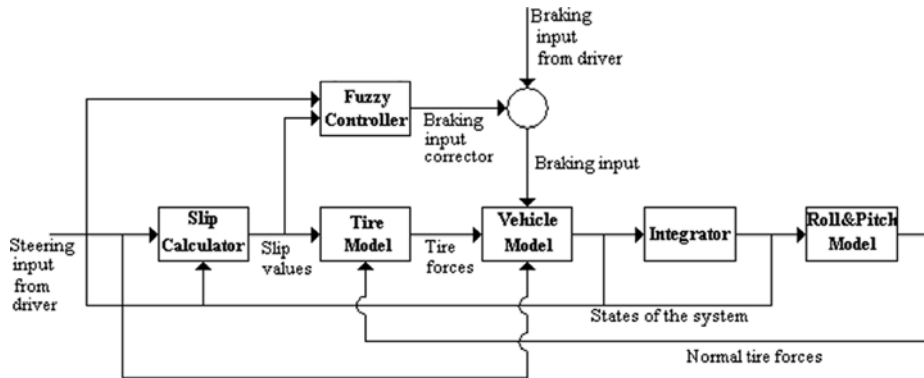 Braking
input
from driver
Fuzzy
Controller
Braking
input
corrector
Braking input
Steering
input
from
driver
Slip
Calculator
Slip
values
Tire
Model
Tire
forces
Vehicle
Model
Integrator
Roll&Pitch
Model
States of the system
Normal tire forces